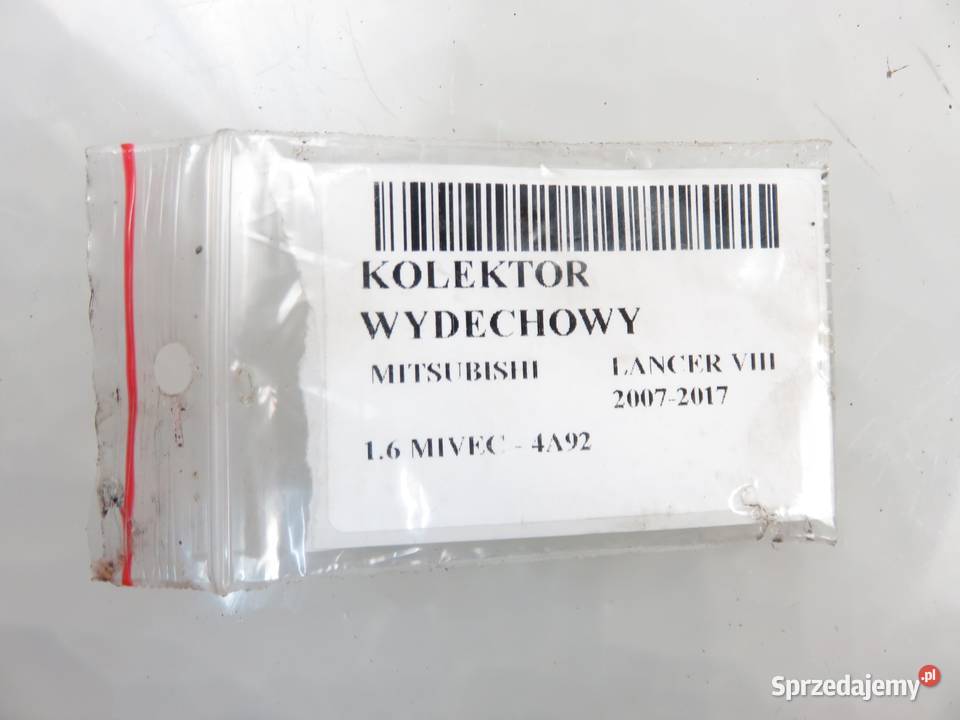 KOLEKTOR
WYDECHOWY
MITSUBISHI LANCER VIII
2007-2017
1.6 MIVEC - 4A92
Sprzedajemy.pl